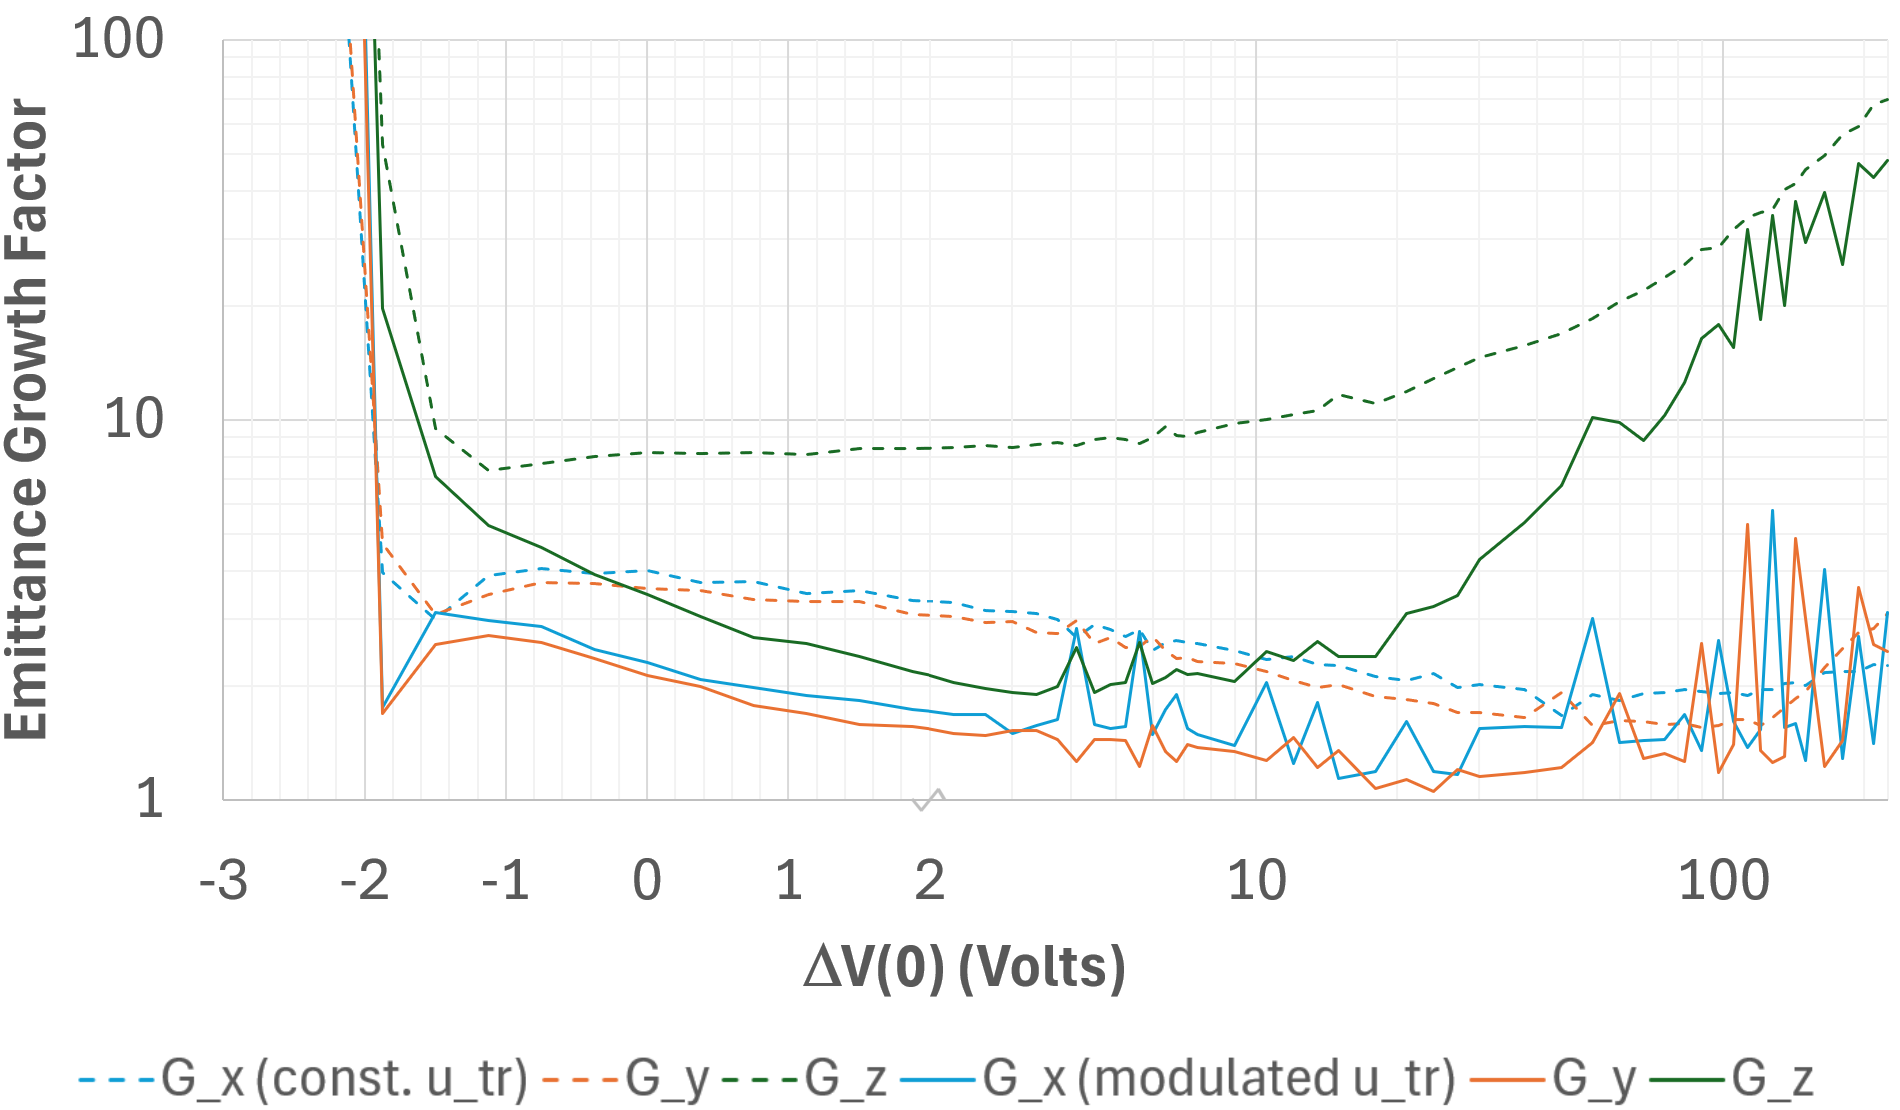 100
10
1
Emittance Growth Factor
-3 -2 -1 0 1 2 10 100
ΔV(0) (Volts)
G_x (const. u_tr) G_y G_z G_x (modulated u_tr) G_y G_z